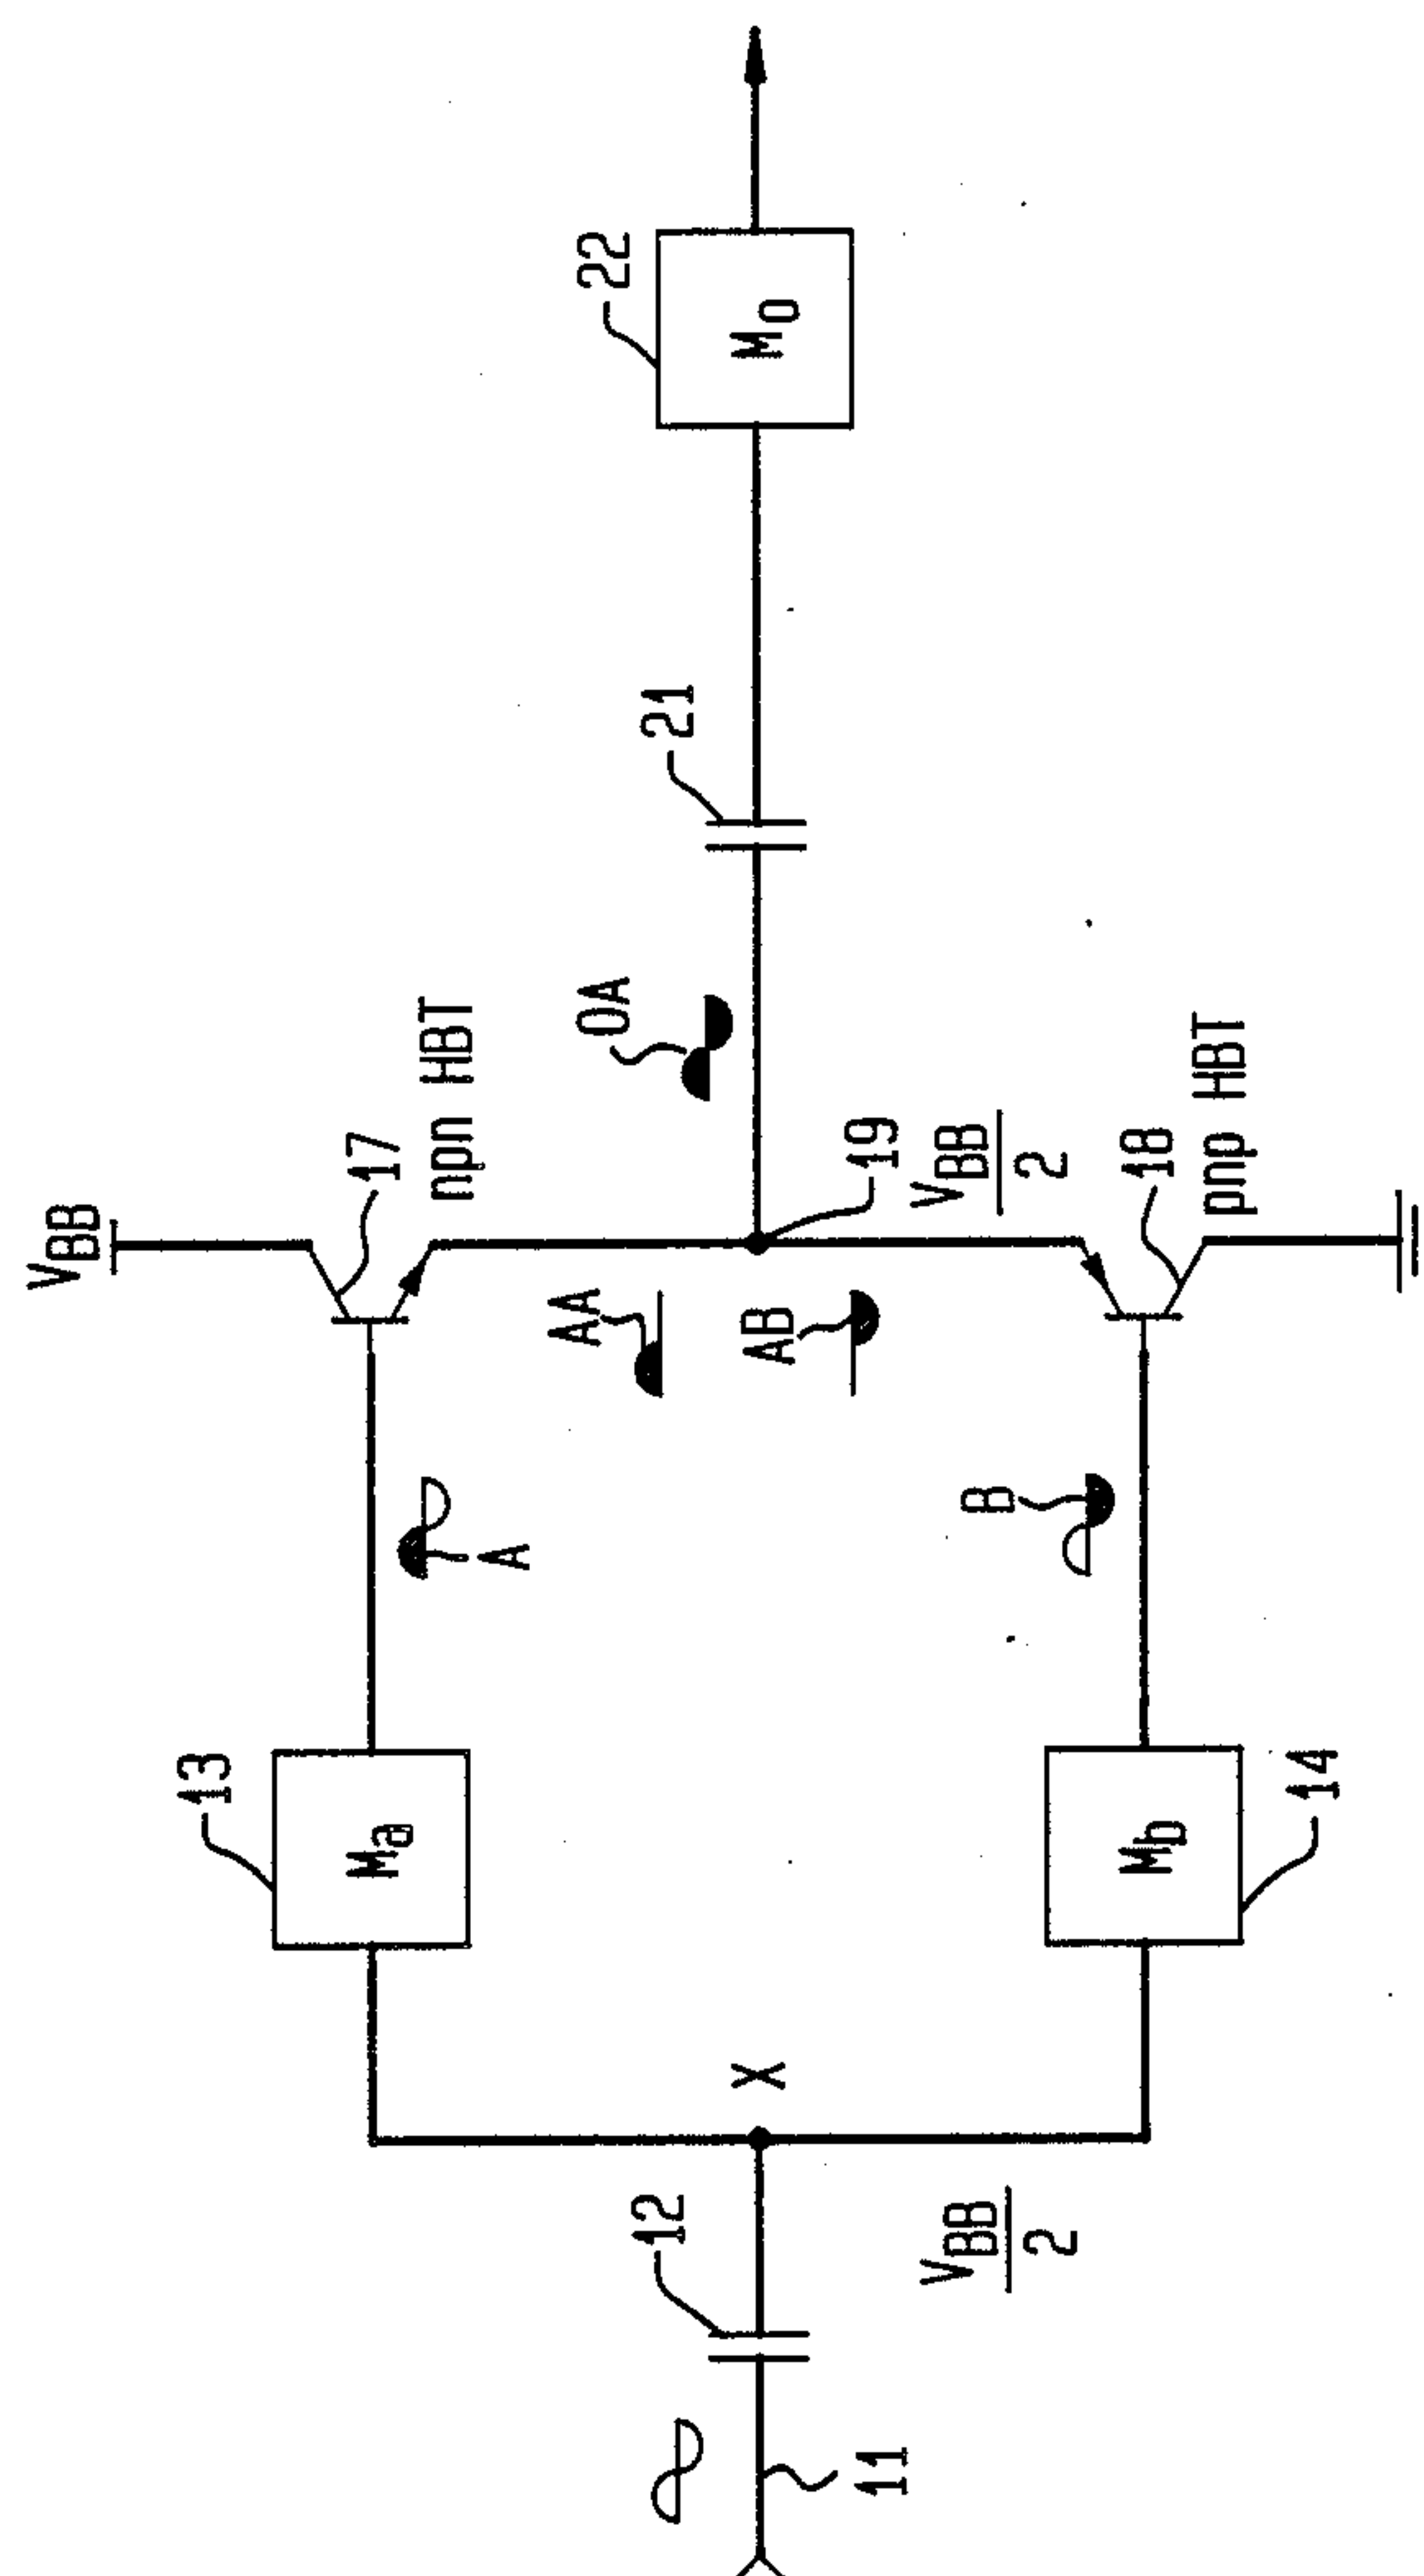 11
12
V_BB/2
X
13
M_a
14
M_b
A
B
V_BB
17
npn HBT
AA
AB
19
V_BB/2
18
pnp HBT
OA
21
22
M_o